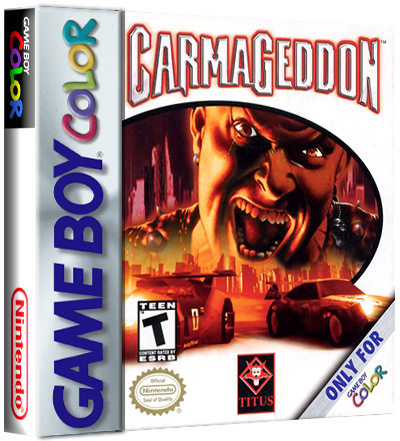 GAME BOY
COLOR
Nintendo
GAME BOY COLOR
CARMAGEDDON™
TEEN
T
CONTENT RATED BY
ESRB
Official
Nintendo
Seal of Quality
TITUS
ONLY FOR
GAME BOY
COLOR